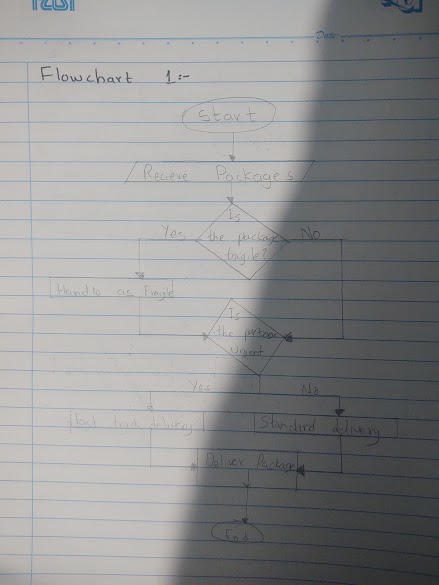 Date:
Flowchart 1:-
Start
Recieve Packages
Is
Yes the package No
fragile?
Handle as Fragile
Is
the package
Urgent
Yes No
Fast track delivery Standard delivery
Deliver Package
End